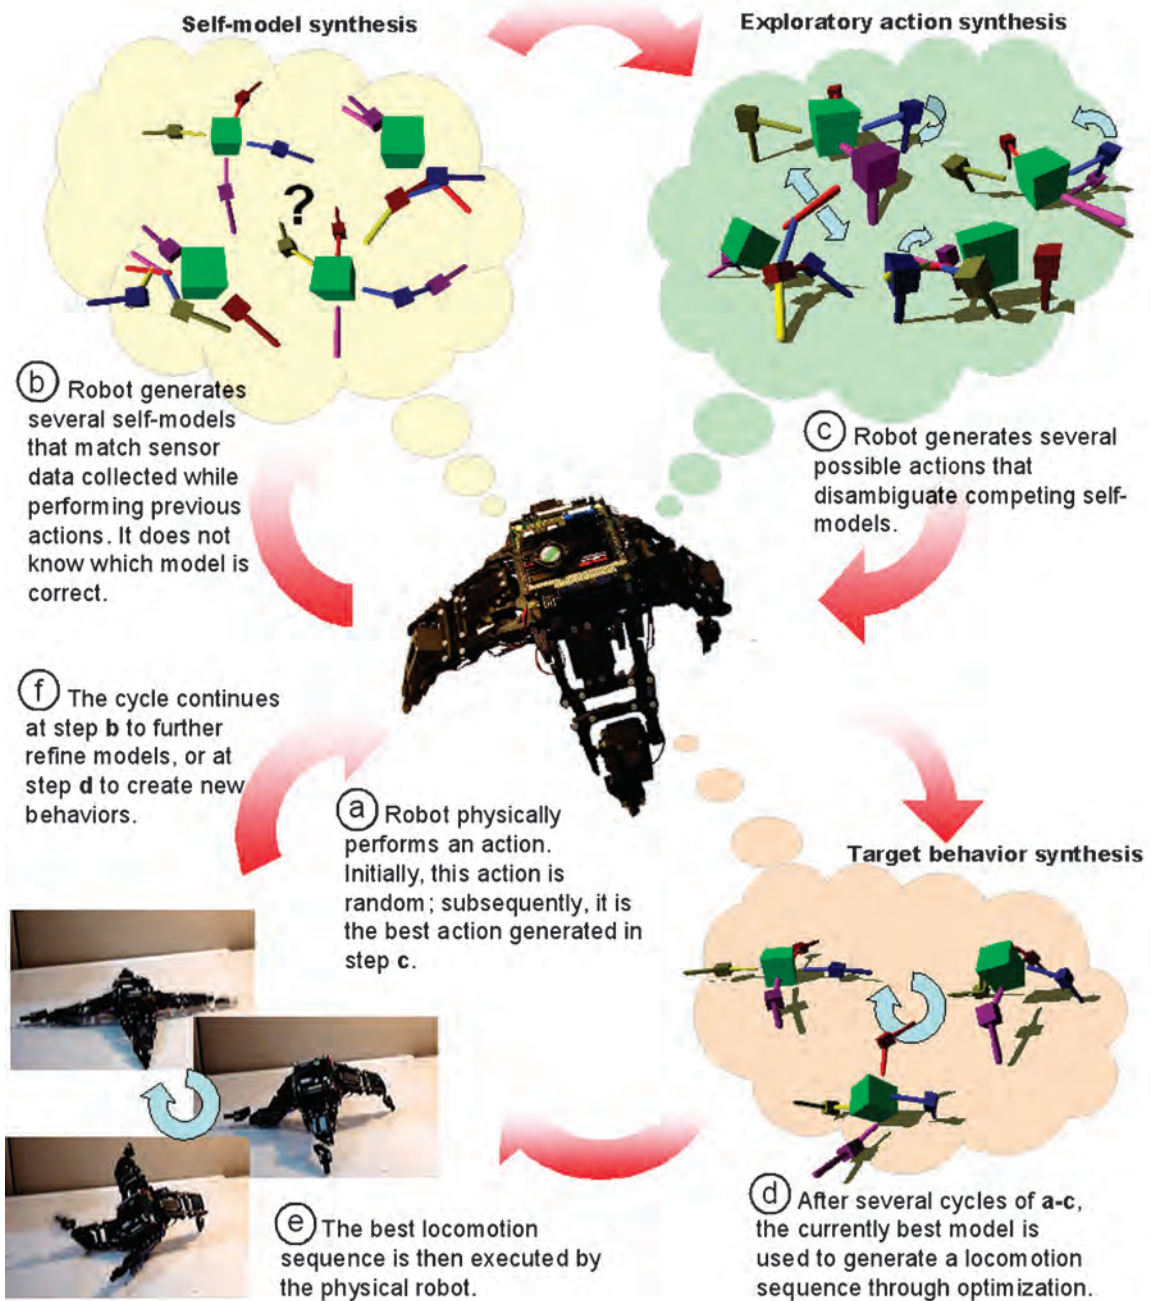 Self-model synthesis
Exploratory action synthesis
?
b Robot generates
several self-models
that match sensor
data collected while
performing previous
actions. It does not
know which model is
correct.
c Robot generates several
possible actions that
disambiguate competing self-
models.
f The cycle continues
at step b to further
refine models, or at
step d to create new
behaviors.
a Robot physically
performs an action.
Initially, this action is
random; subsequently, it is
the best action generated in
step c.
Target behavior synthesis
d After several cycles of a-c,
the currently best model is
used to generate a locomotion
sequence through optimization.
e The best locomotion
sequence is then executed by
the physical robot.